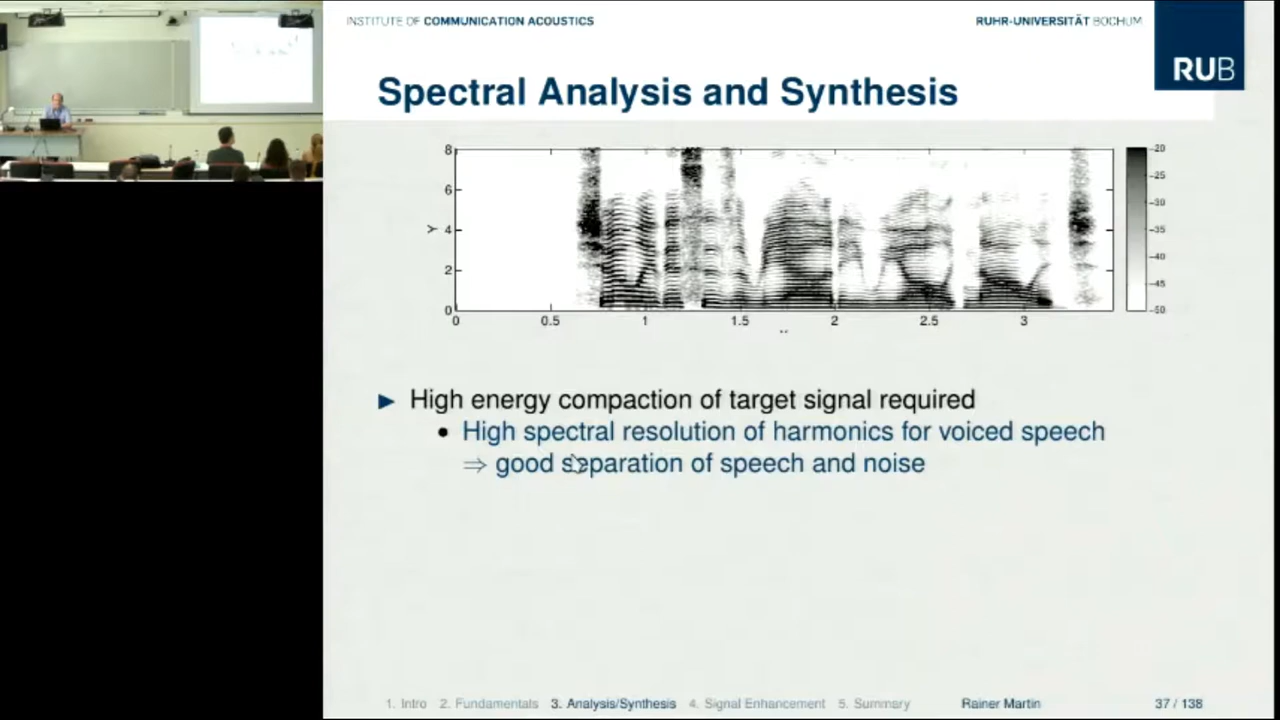 INSTITUTE OF COMMUNICATION ACOUSTICS
RUHR-UNIVERSITÄT BOCHUM
RUB
Spectral Analysis and Synthesis
8
6
4
2
0
Y
0 0.5 1 1.5 2 2.5 3
-20
-25
-30
-35
-40
-45
-50
High energy compaction of target signal required
High spectral resolution of harmonics for voiced speech
⇒ good separation of speech and noise
1. Intro 2. Fundamentals 3. Analysis/Synthesis 4. Signal Enhancement 5. Summary Rainer Martin 37 / 138